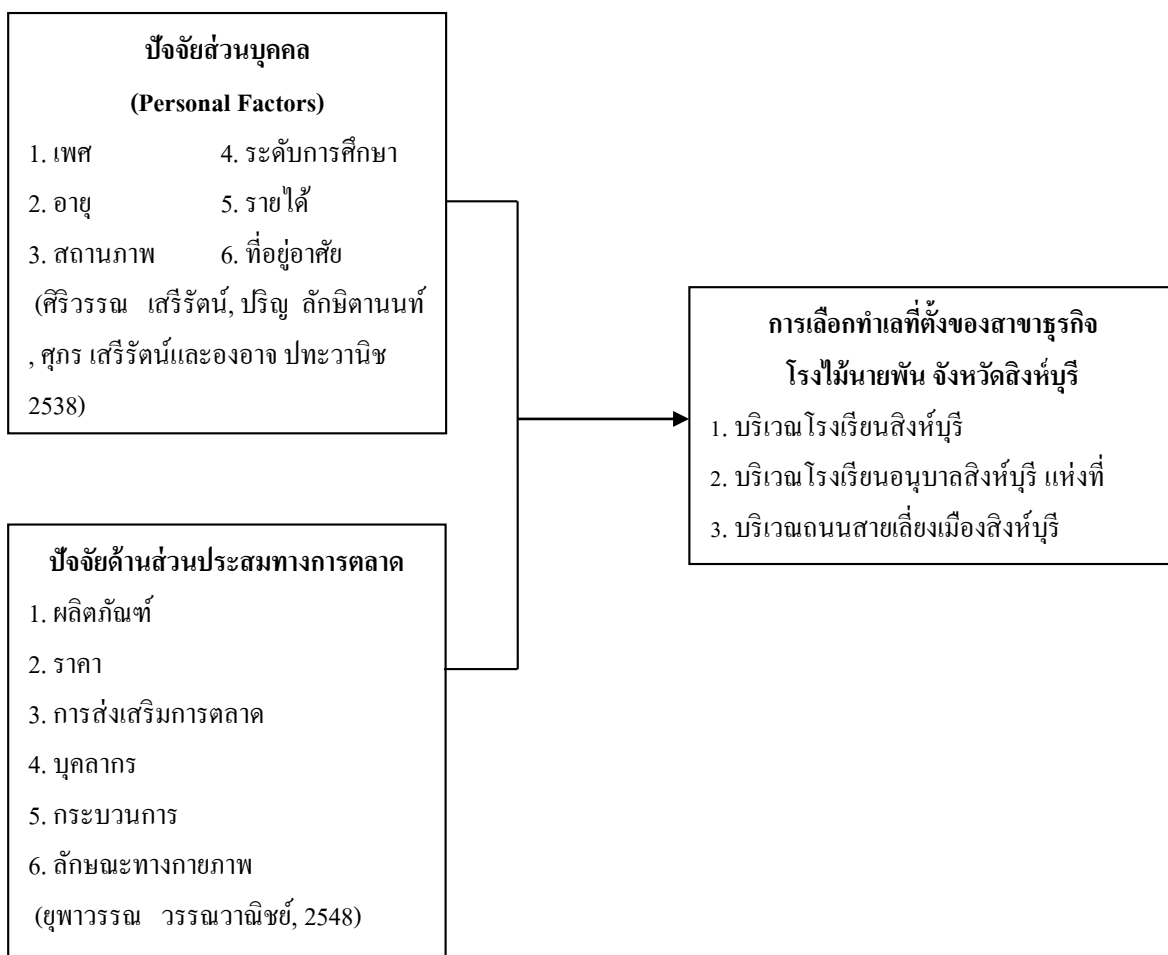 ปัจจัยส่วนบุคคล
(Personal Factors)
1. เพศ 4. ระดับการศึกษา
2. อายุ 5. รายได้
3. สถานภาพ 6. ที่อยู่อาศัย
(ศิริวรรณ เสรีรัตน์, ปริญ ลักษิตานนท์
, ศุภร เสรีรัตน์และองอาจ ปทะวานิช
2538)
ปัจจัยด้านส่วนประสมทางการตลาด
1. ผลิตภัณฑ์
2. ราคา
3. การส่งเสริมการตลาด
4. บุคลากร
5. กระบวนการ
6. ลักษณะทางกายภาพ
(ยุพาวรรณ วรรณวาณิชย์, 2548)
การเลือกทำเลที่ตั้งของสาขาธุรกิจ
โรงไม้นายพัน จังหวัดสิงห์บุรี
1. บริเวณโรงเรียนสิงห์บุรี
2. บริเวณโรงเรียนอนุบาลสิงห์บุรี แห่งที่
3. บริเวณถนนสายเลี่ยงเมืองสิงห์บุรี